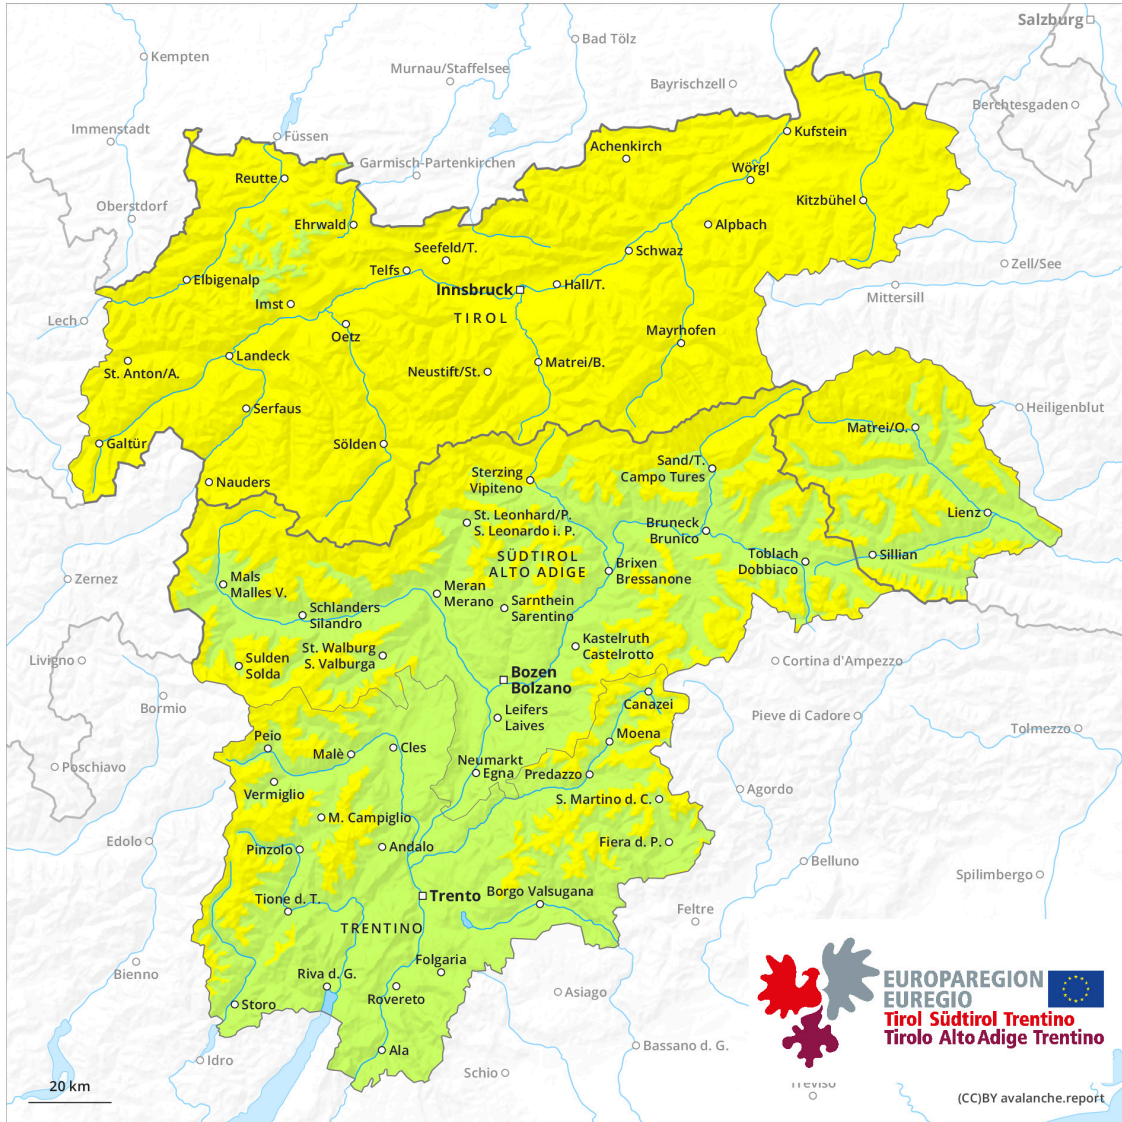 Salzburg
Bad Tölz
Kempten
Murnau/Staffelsee
Bayrischzell
Berchtesgaden
Immenstadt
Füssen
Kufstein
Achenkirch
Garmisch-Partenkirchen
Wörgl
Reutte
Kitzbühel
Oberstdorf
Ehrwald
Alpbach
Seefeld/T.
Schwaz
Telfs
Zell/See
Elbigenalp
Innsbruck
Hall/T.
Mittersill
Imst
TIROL
Lech
Mayrhofen
Oetz
Landeck
Matrei/B.
St. Anton/A.
Neustift/St.
Serfaus
Heiligenblut
Matrei/O.
Galtür
Sölden
Sand/T.
Campo Tures
Sterzing
Vipiteno
Nauders
St. Leonhard/P.
S. Leonardo i. P.
Lienz
Bruneck
Brunico
SÜDTIROL
ALTO ADIGE
Toblach
Dobbiaco
Sillian
Brixen
Bressanone
Zernez
Mals
Malles V.
Meran
Merano
Sarnthein
Sarentino
Schlanders
Silandro
Kastelruth
Castelrotto
St. Walburg
S. Valburga
Livigno
Sulden
Solda
Cortina d'Ampezzo
Bozen
Bolzano
Canazei
Bormio
Leifers
Laives
Pieve di Cadore
Moena
Tolmezzo
Peio
Malè
Cles
Neumarkt
Egna
Predazzo
Poschiavo
Vermiglio
S. Martino d. C.
Agordo
M. Campiglio
Edolo
Pinzolo
Andalo
Fiera d. P.
Belluno
Spilimbergo
Trento
Borgo Valsugana
Tione d. T.
Feltre
TRENTINO
Folgaria
Bienno
Riva d. G.
Rovereto
Asiago
Storo
EUROPAREGION
EUREGIO
Tirol Südtirol Trentino
Tirolo Alto Adige Trentino
Ala
Bassano d. G.
Idro
Schio
Treviso
20 km
(CC)BY avalanche.report